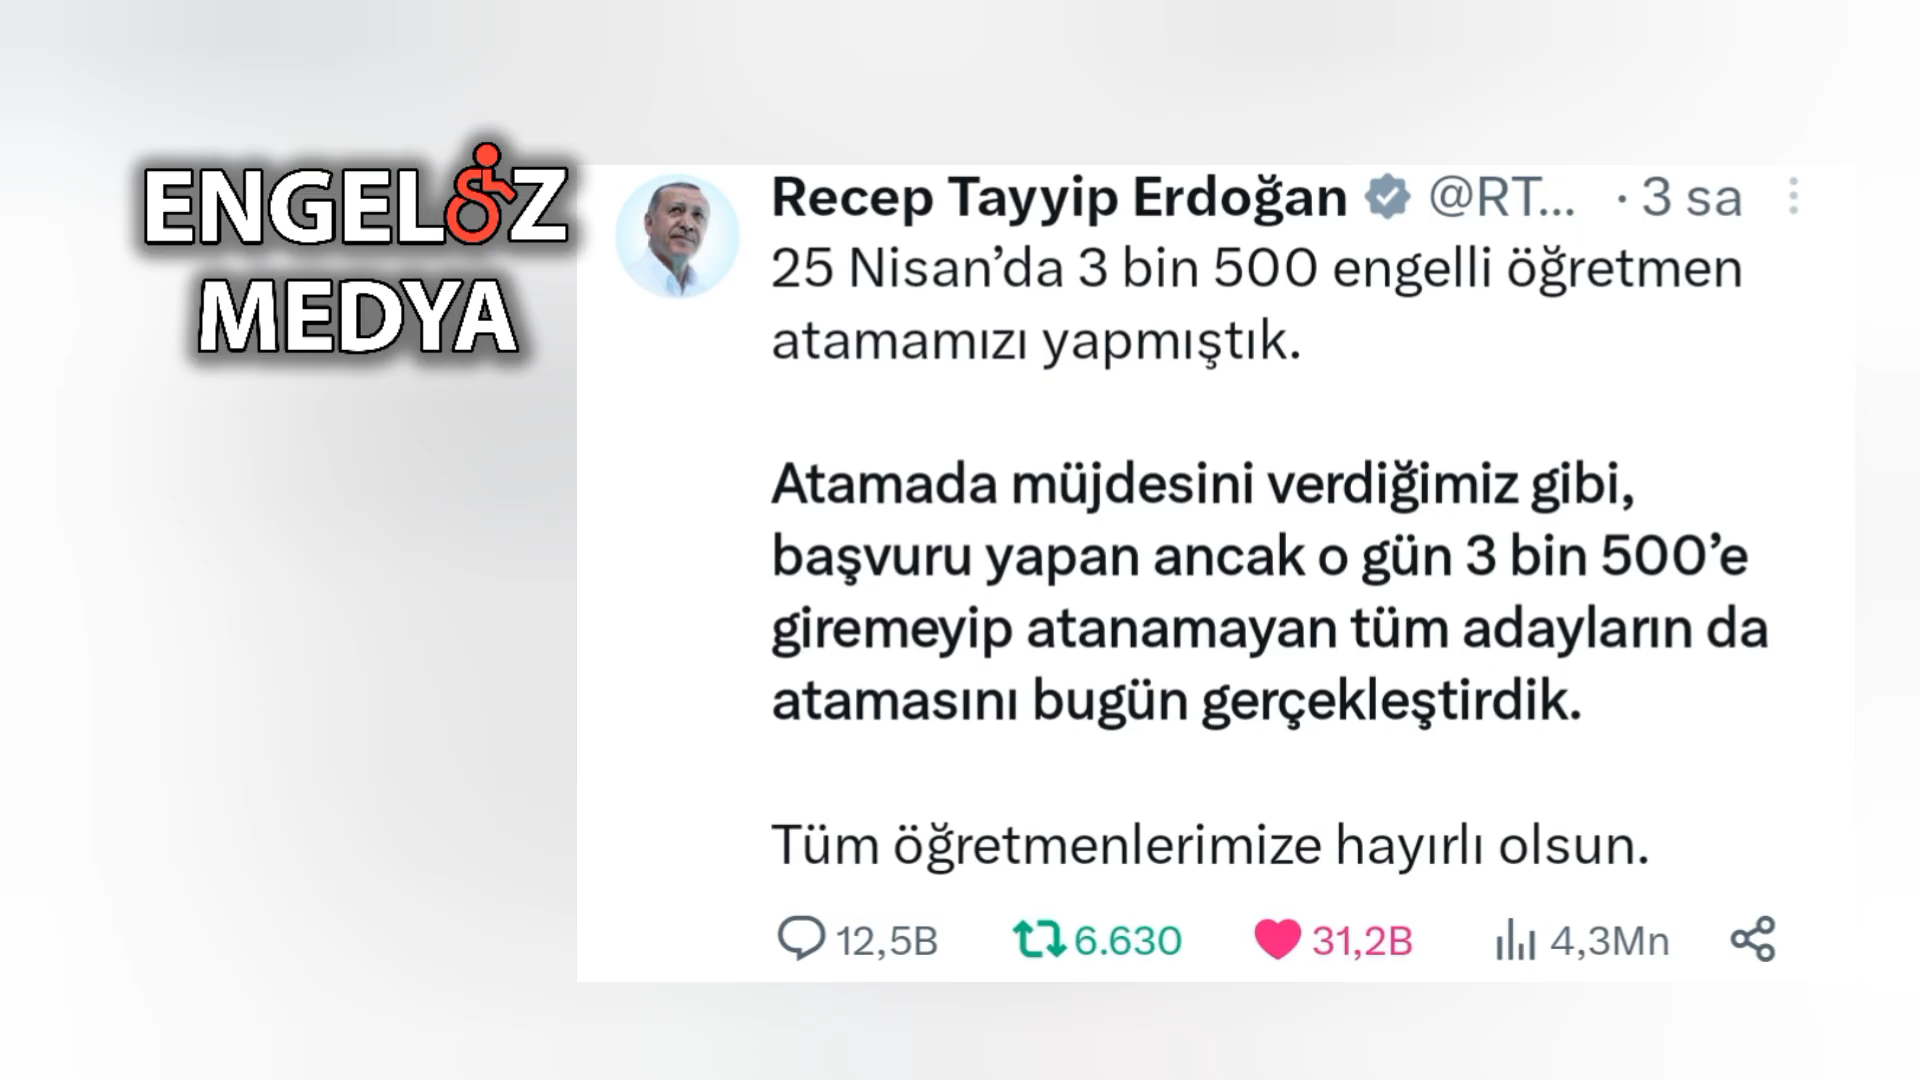 ENGELSİZ
MEDYA
Recep Tayyip Erdoğan @RT... · 3 sa
25 Nisan’da 3 bin 500 engelli öğretmen
atamamızı yapmıştık.
Atamada müjdesini verdiğimiz gibi,
başvuru yapan ancak o gün 3 bin 500’e
giremeyip atanamayan tüm adayların da
atamasını bugün gerçekleştirdik.
Tüm öğretmenlerimize hayırlı olsun.
12,5B 6.630 31,2B 4,3Mn